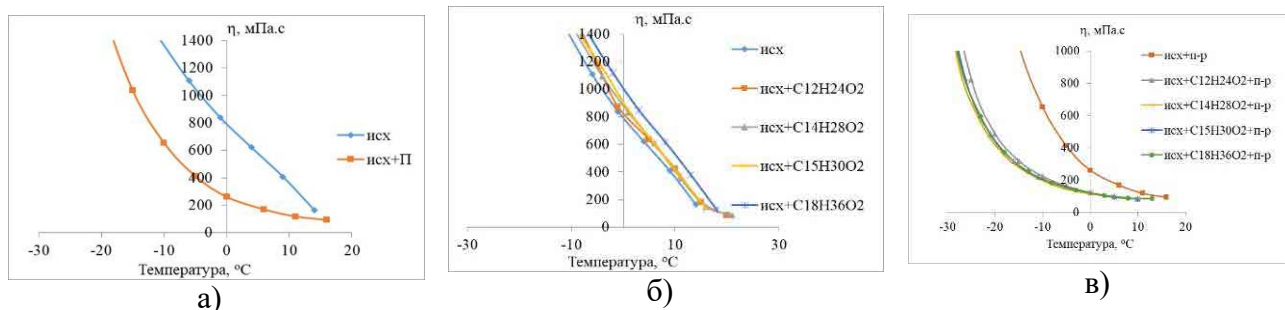 η, мПа.с
1400
1200
1000
800
600
400
200
0
-30 -20 -10 0 10 20
Температура, °С
исх
исх+П
а)
η, мПа.с
1400
1200
1000
800
600
400
200
0
-30 -10 10 30
Температура, °С
исх
исх+C12H24O2
исх+C14H28O2
исх+C15H30O2
исх+C18H36O2
б)
η, мПа.с
1000
800
600
400
200
0
-30 -20 -10 0 10 20
Температура, °С
исх+п-р
исх+C12H24O2+п-р
исх+C14H28O2+п-р
исх+C15H30O2+п-р
исх+C18H36O2+п-р
в)